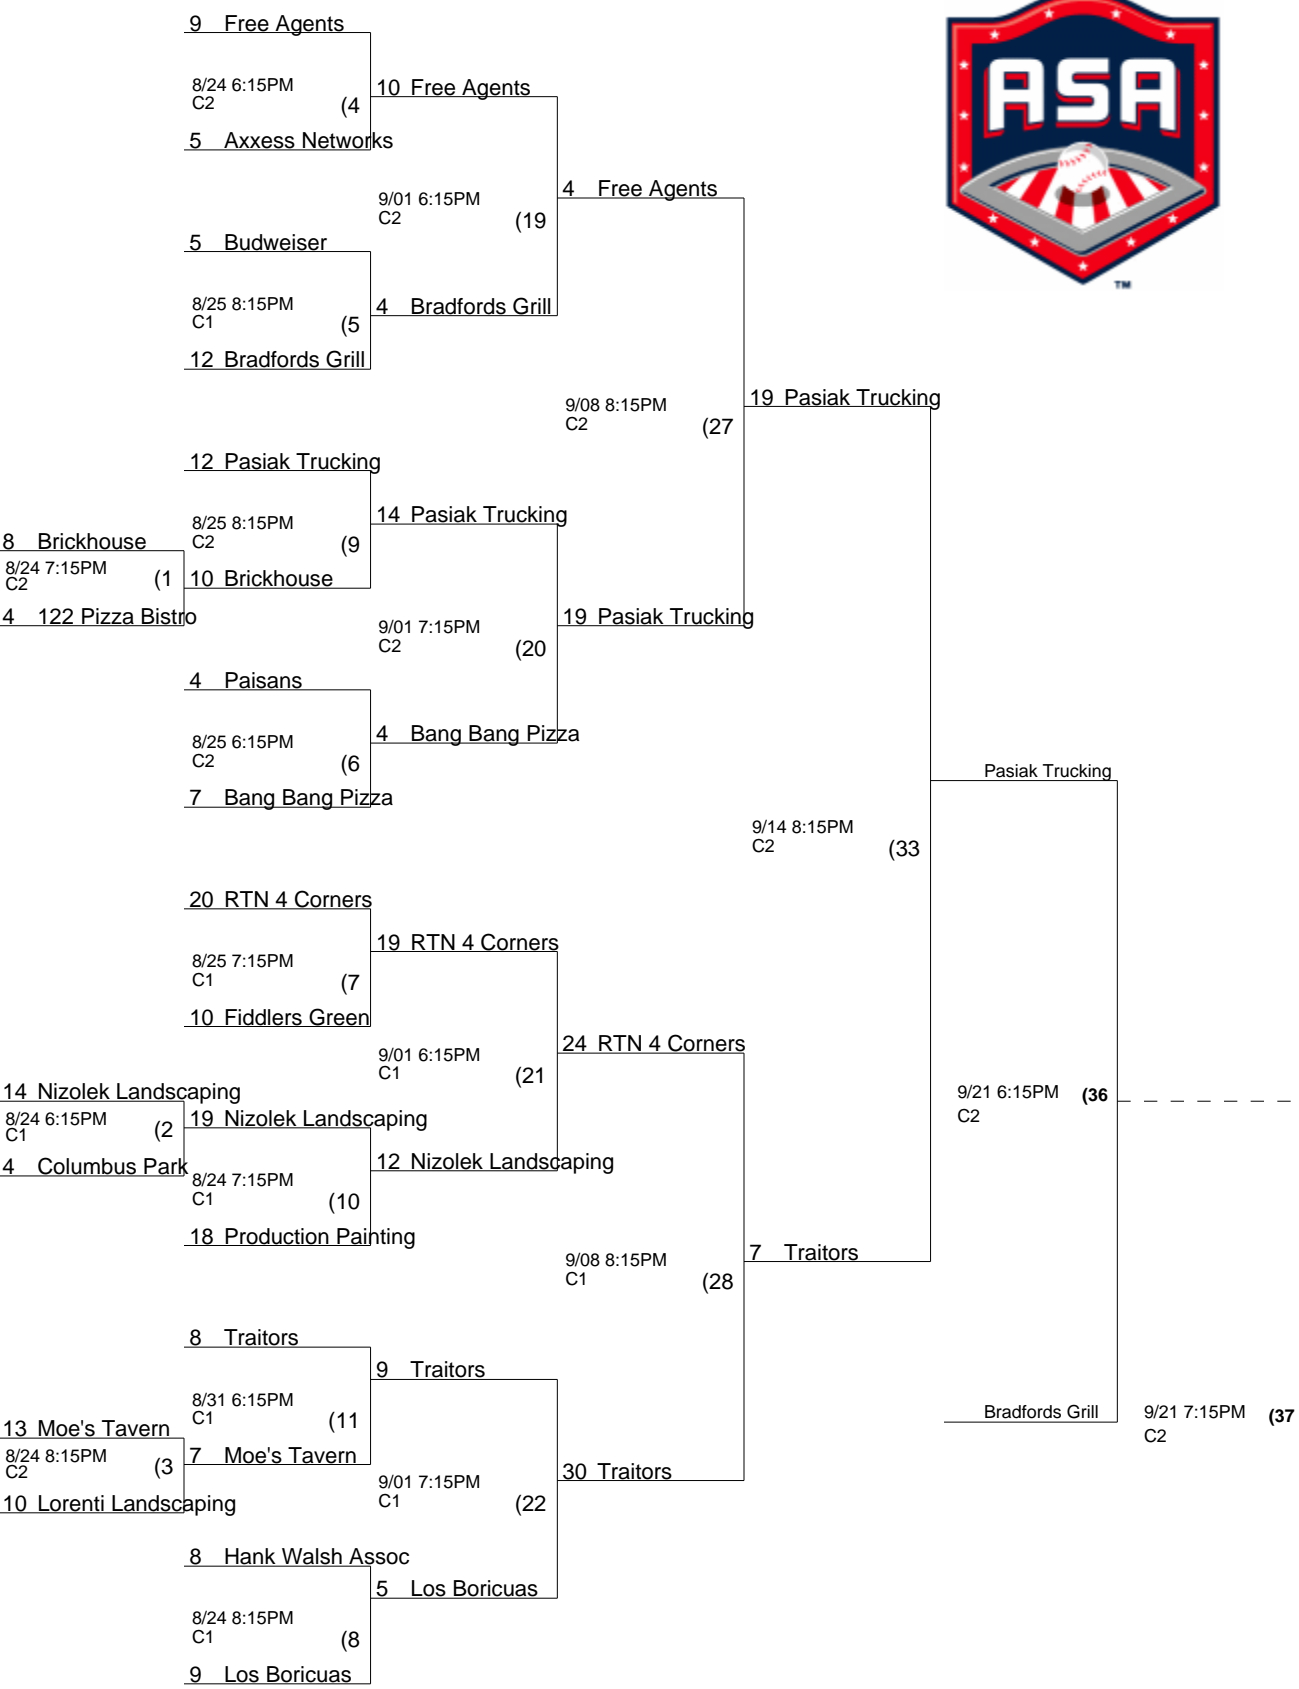 ASA
TM
9 Free Agents
8/24 6:15PM
C2 (4
5 Axxess Networks
10 Free Agents
9/01 6:15PM
C2 (19
5 Budweiser
8/25 8:15PM
C1 (5
12 Bradfords Grill
4 Bradfords Grill
4 Free Agents
9/08 8:15PM
C2 (27
12 Pasiak Trucking
8/25 8:15PM
C2 (9
8 Brickhouse
8/24 7:15PM
C2 (1
4 122 Pizza Bistro
10 Brickhouse
14 Pasiak Trucking
9/01 7:15PM
C2 (20
4 Paisans
8/25 6:15PM
C2 (6
7 Bang Bang Pizza
4 Bang Bang Pizza
19 Pasiak Trucking
19 Pasiak Trucking
9/14 8:15PM
C2 (33
20 RTN 4 Corners
8/25 7:15PM
C1 (7
10 Fiddlers Green
19 RTN 4 Corners
9/01 6:15PM
C1 (21
14 Nizolek Landscaping
8/24 6:15PM
C1 (2
4 Columbus Park
19 Nizolek Landscaping
8/24 7:15PM
C1 (10
18 Production Painting
12 Nizolek Landscaping
24 RTN 4 Corners
9/08 8:15PM
C1 (28
8 Traitors
8/31 6:15PM
C1 (11
13 Moe's Tavern
8/24 8:15PM
C2 (3
10 Lorenti Landscaping
7 Moe's Tavern
9 Traitors
9/01 7:15PM
C1 (22
8 Hank Walsh Assoc
8/24 8:15PM
C1 (8
9 Los Boricuas
5 Los Boricuas
30 Traitors
7 Traitors
Pasiak Trucking
9/21 6:15PM (36
C2
Bradfords Grill
9/21 7:15PM (37
C2